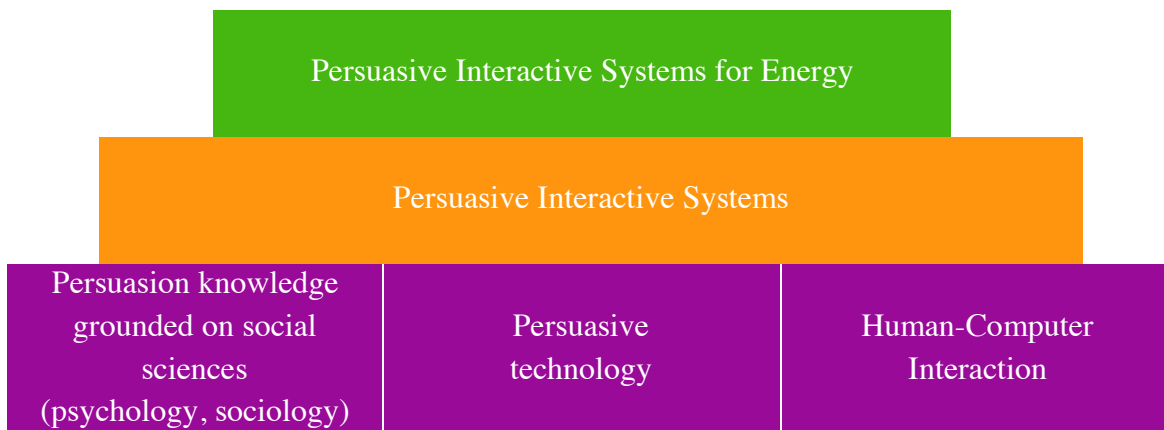 Persuasive Interactive Systems for Energy
Persuasive Interactive Systems
Persuasion knowledge
grounded on social
sciences
(psychology, sociology)
Persuasive
technology
Human-Computer
Interaction